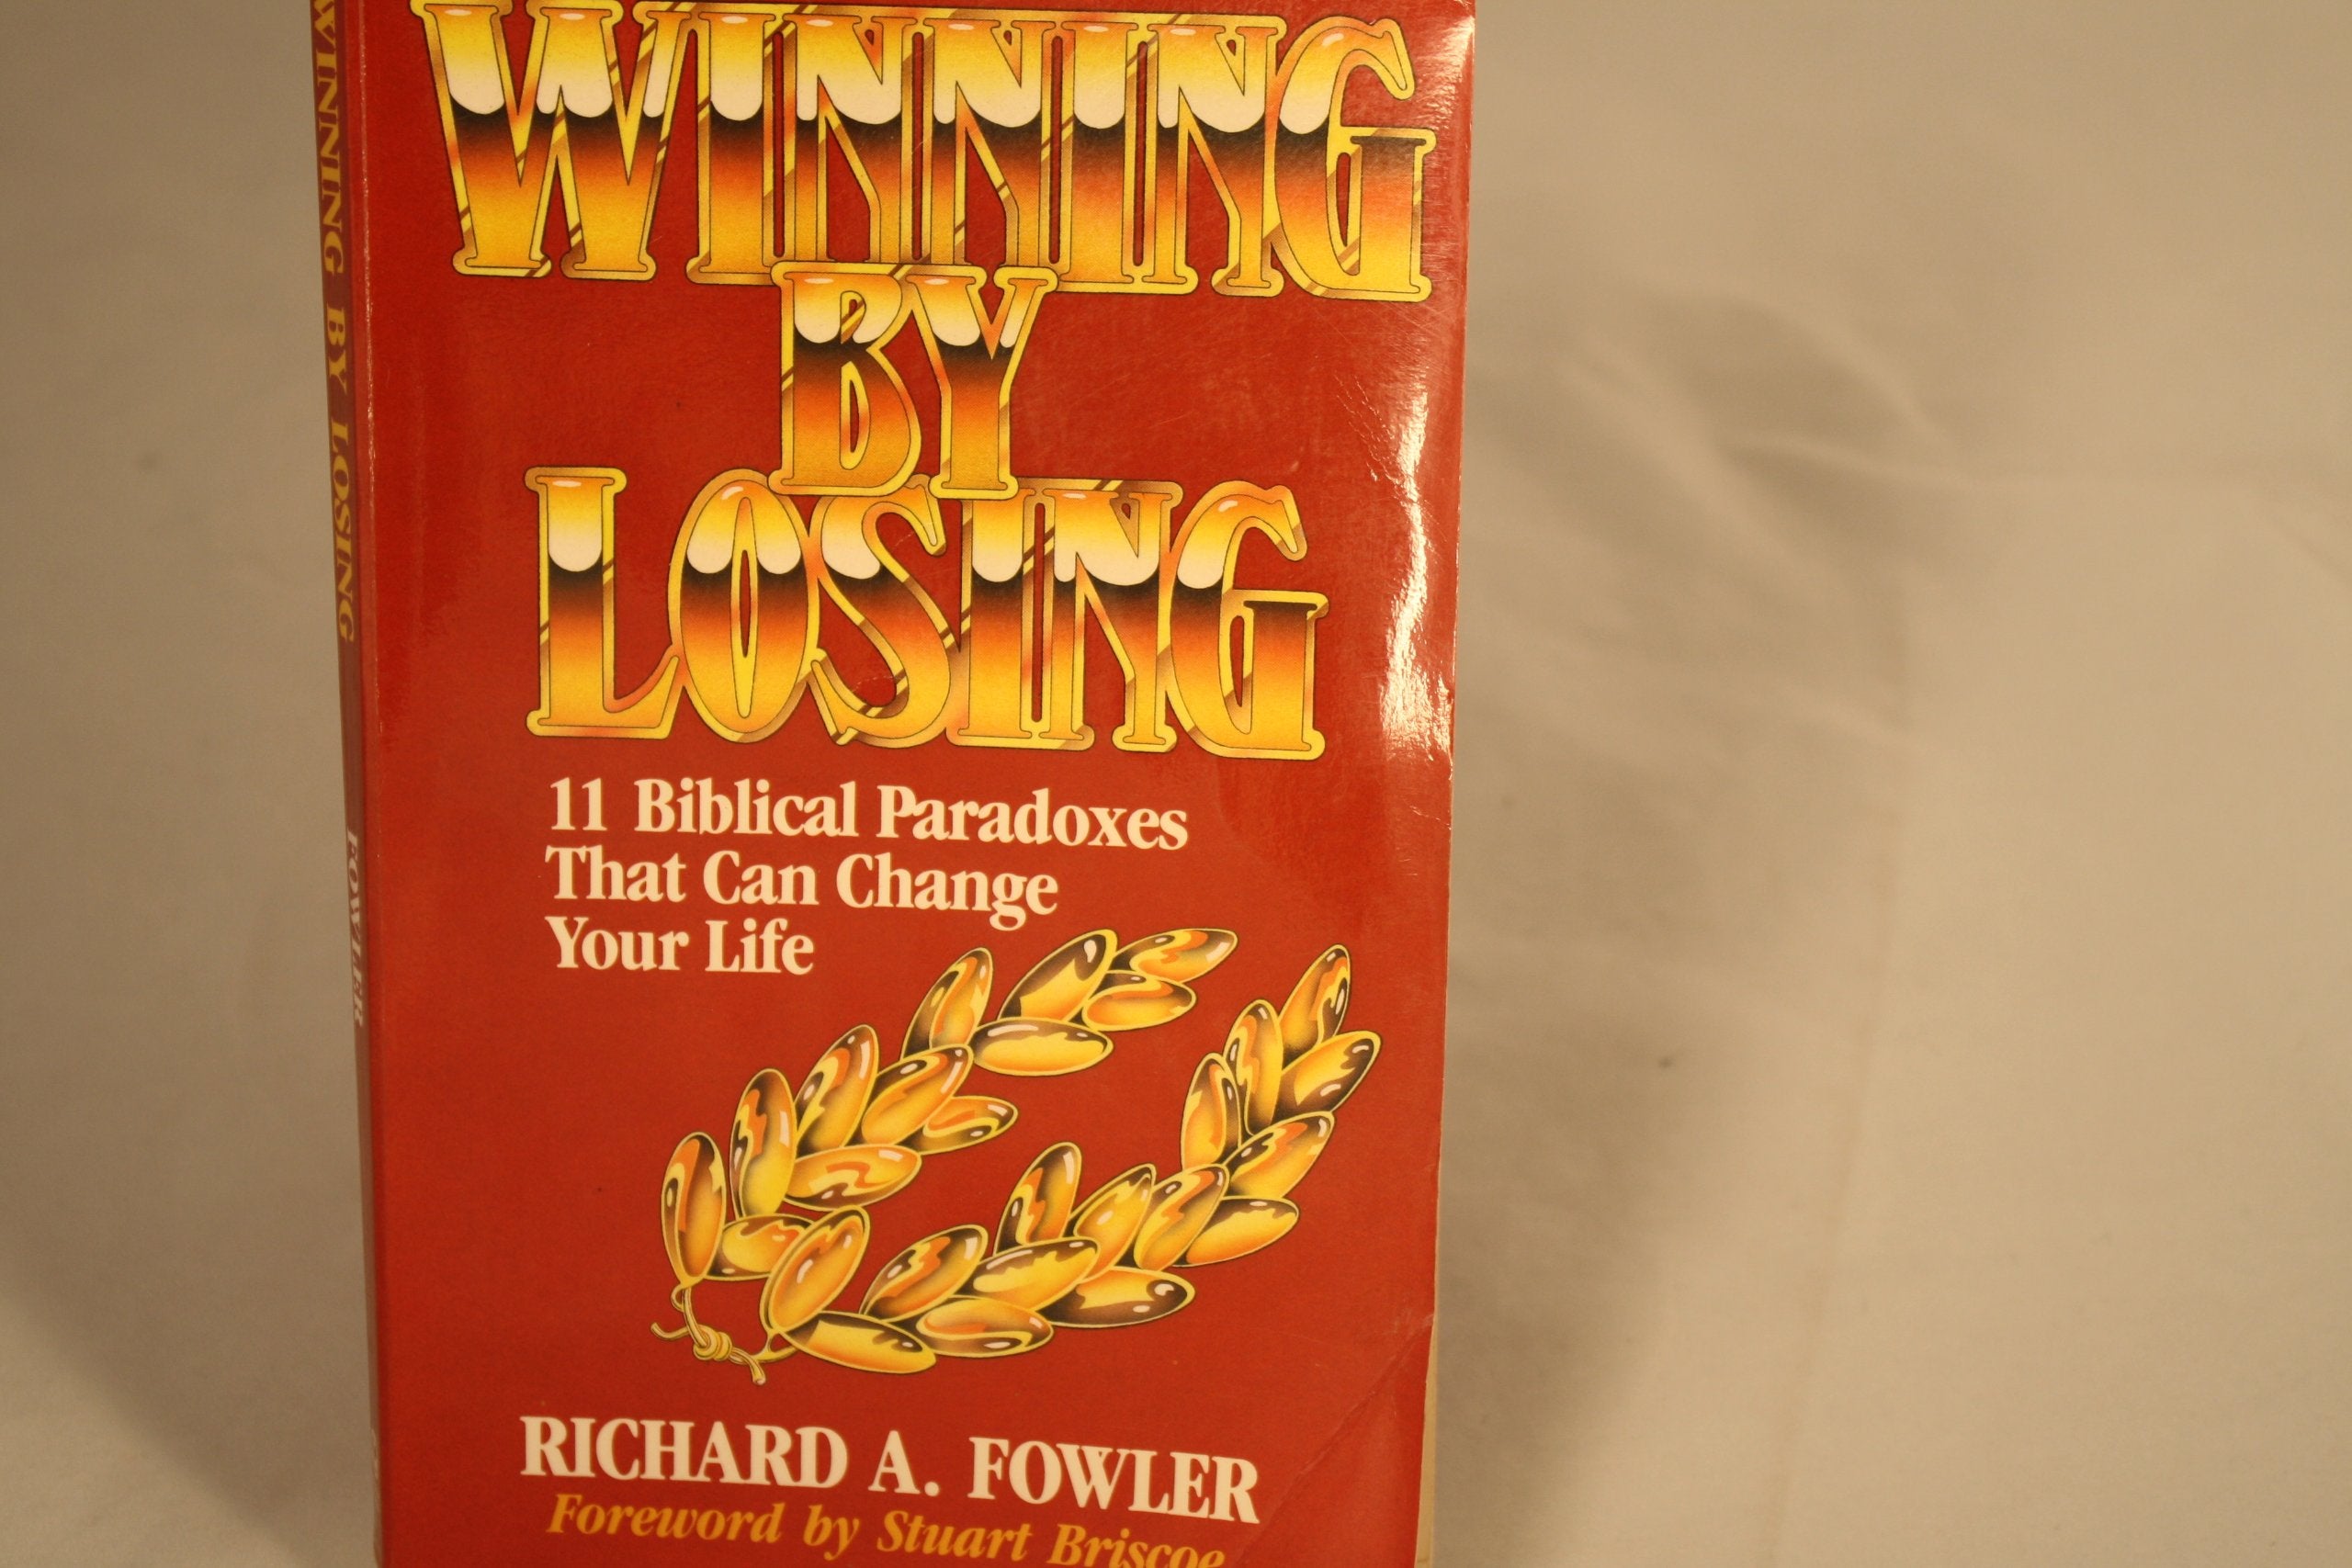 WINNING
BY
LOSING
11 Biblical Paradoxes
That Can Change
Your Life
RICHARD A. FOWLER
Foreword by Stuart Briscoe
WINNING BY LOSING
FOWLER